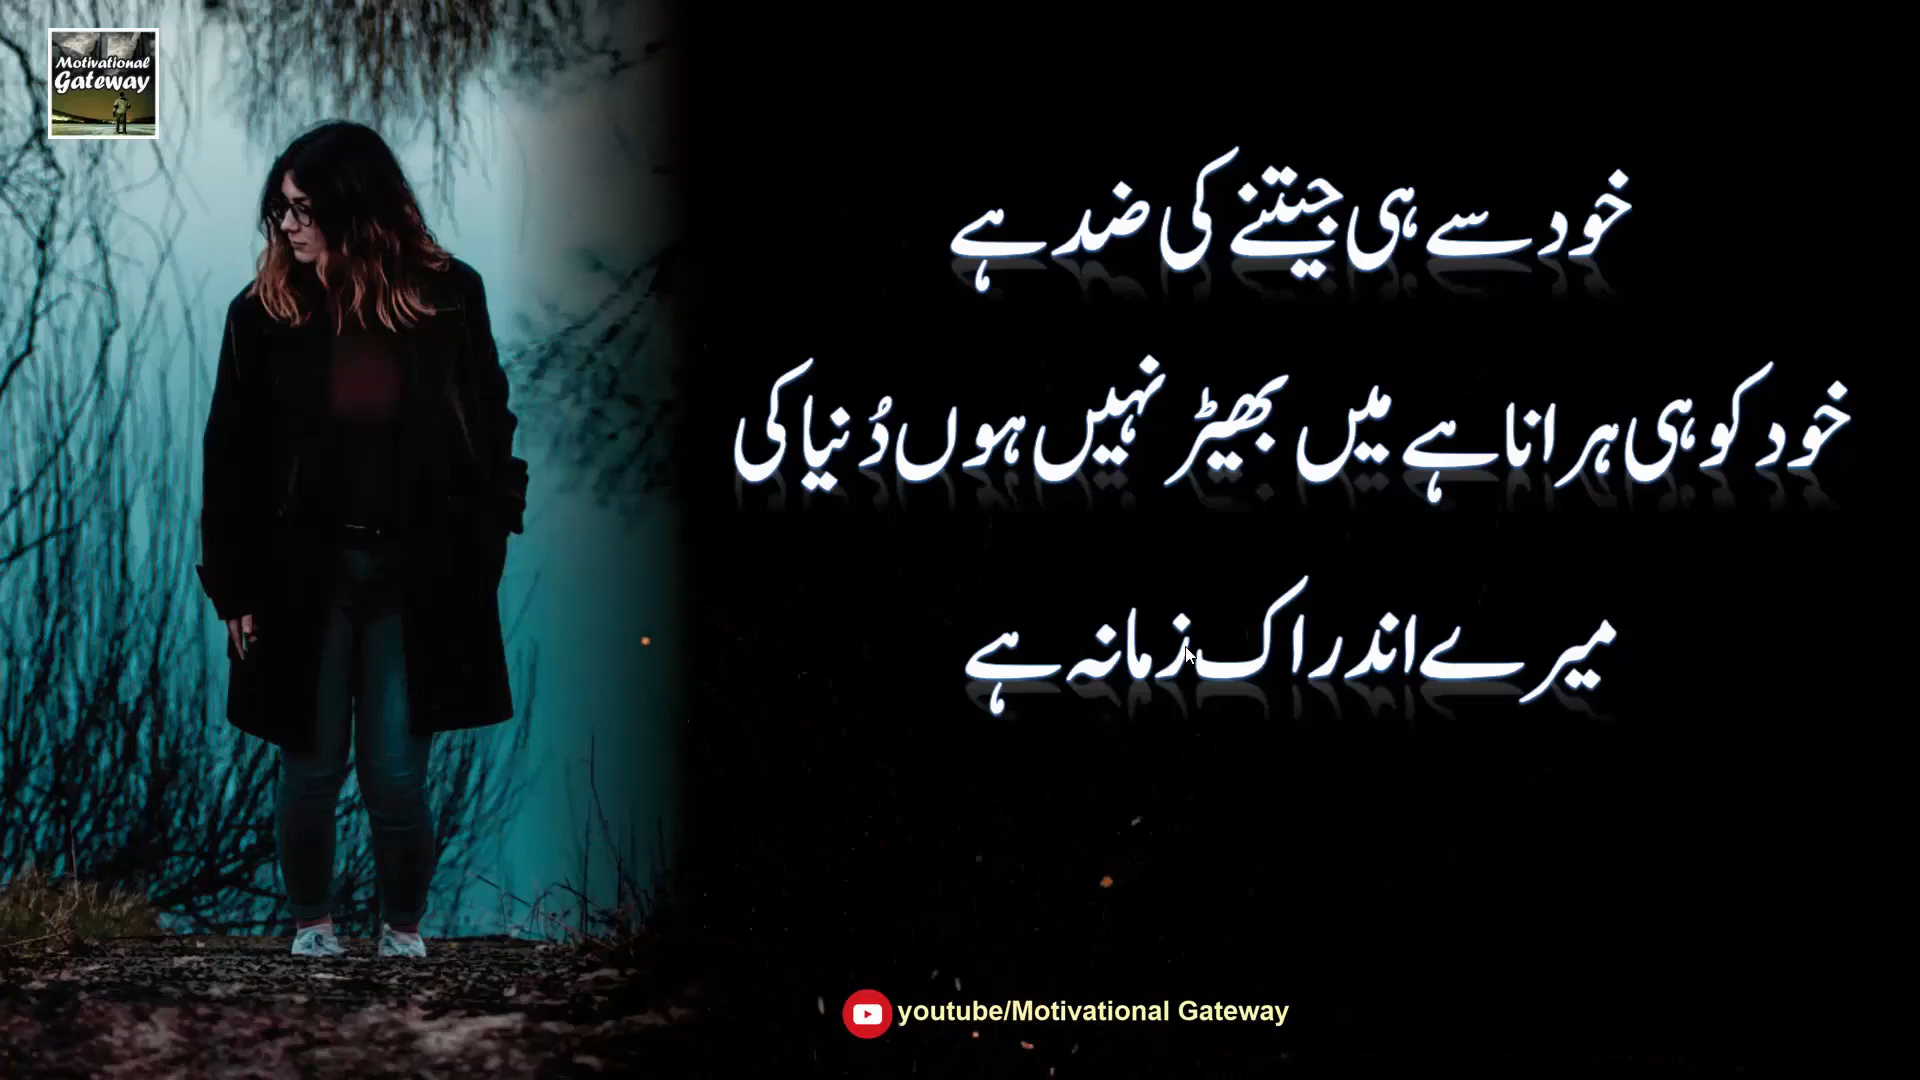 Motivational
Gateway
خود سے ہی جیتنے کی ضد ہے
خود کو ہی ہرانا ہے میں بھیڑ نہیں ہوں دُنیا کی
میرے اندر اک زمانہ ہے
youtube/Motivational Gateway